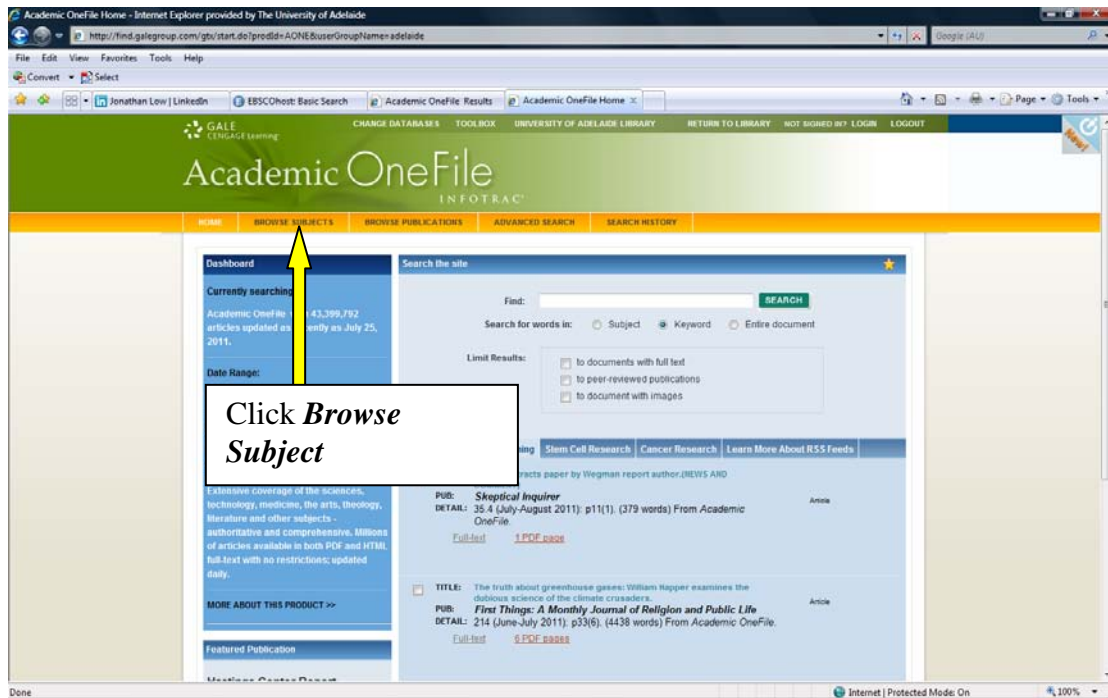 Academic OneFile Home - Internet Explorer provided by The University of Adelaide
http://find.galegroup.com/gtx/start.do?prodId=AONE&userGroupName=adelaide
Google (AU)
File Edit View Favorites Tools Help
Convert Select
Jonathan Low | LinkedIn EBSCOhost: Basic Search Academic OneFile Results Academic OneFile Home Page Tools
GALE
CENGAGE Learning
CHANGE DATABASES TOOLBOX UNIVERSITY OF ADELAIDE LIBRARY RETURN TO LIBRARY NOT SIGNED IN? LOGIN LOGOUT
New!
Academic OneFile
INFOTRAC
HOME BROWSE SUBJECTS BROWSE PUBLICATIONS ADVANCED SEARCH SEARCH HISTORY
Dashboard
Currently searching
Academic OneFile 43,399,792
articles updated as July 25,
2011.
Date Range:
Click Browse
Subject
Extensive coverage of the sciences,
technology, medicine, the arts, theology,
literature and other subjects -
authoritative and comprehensive. Millions
of articles available in both PDF and HTML
full-text with no restrictions; updated
daily.
MORE ABOUT THIS PRODUCT >>
Featured Publication
Hastings Center Report
Search the site
Find: SEARCH
Search for words in: Subject Keyword Entire document
Limit Results:
to documents with full text
to peer-reviewed publications
to document with images
Stem Cell Research Cancer Research Learn More About RSS Feeds
paper by Wegman report author.(NEWS AND
PUB: Skeptical Inquirer
Article
DETAIL: 35.4 (July-August 2011): p11(1). (379 words) From Academic
OneFile.
Full-text 1 PDF page
TITLE: The truth about greenhouse gases: William Happer examines the
dubious science of the climate crusaders.
Article
PUB: First Things: A Monthly Journal of Religion and Public Life
DETAIL: 214 (June-July 2011): p33(6). (4438 words) From Academic OneFile.
Full-text 6 PDF pages
Done Internet | Protected Mode: On 100%